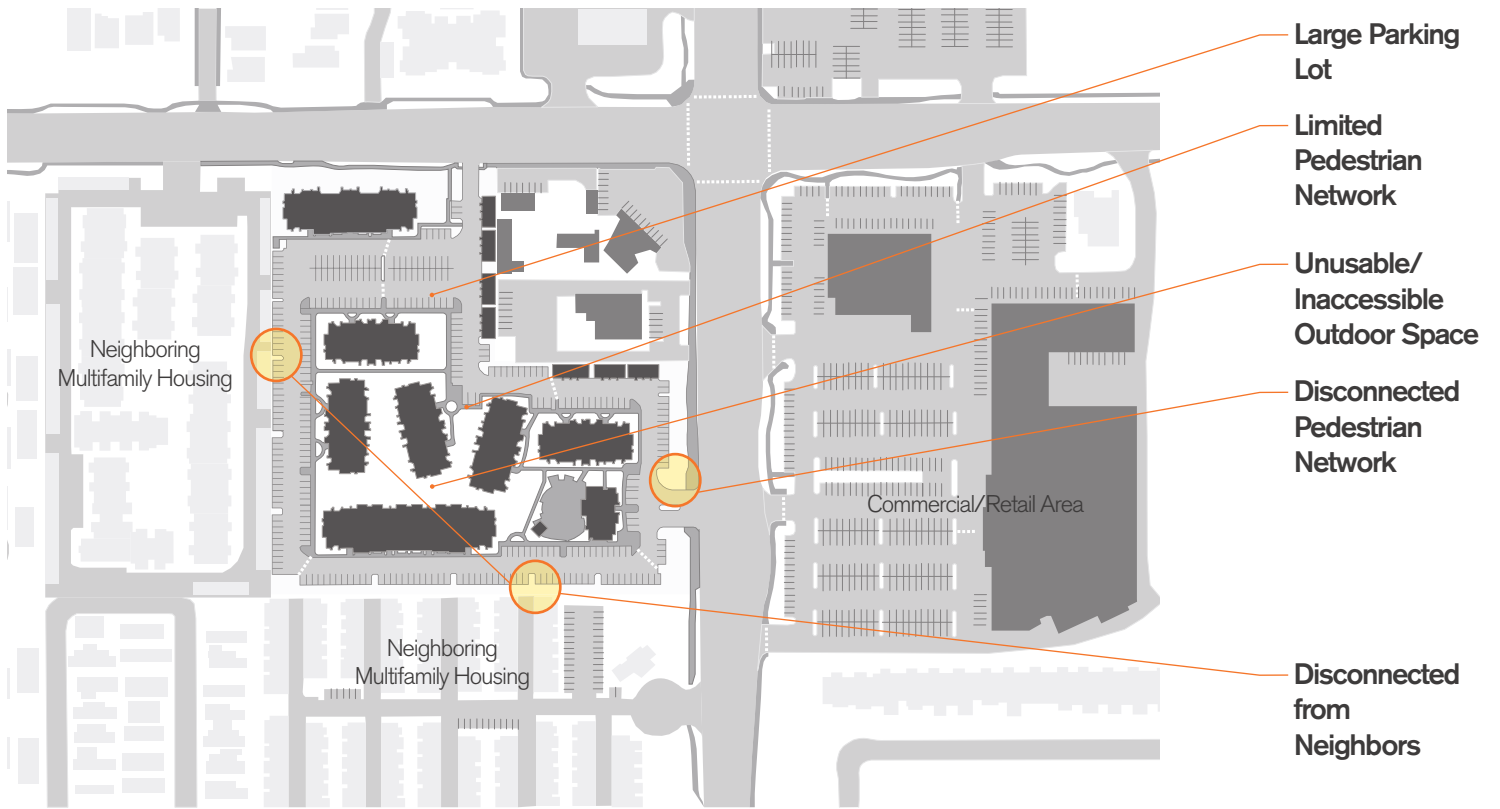 Large Parking
Lot
Limited
Pedestrian
Network
Unusable/
Inaccessible
Outdoor Space
Disconnected
Pedestrian
Network
Disconnected
from
Neighbors
Neighboring
Multifamily Housing
Commercial/Retail Area
Neighboring
Multifamily Housing